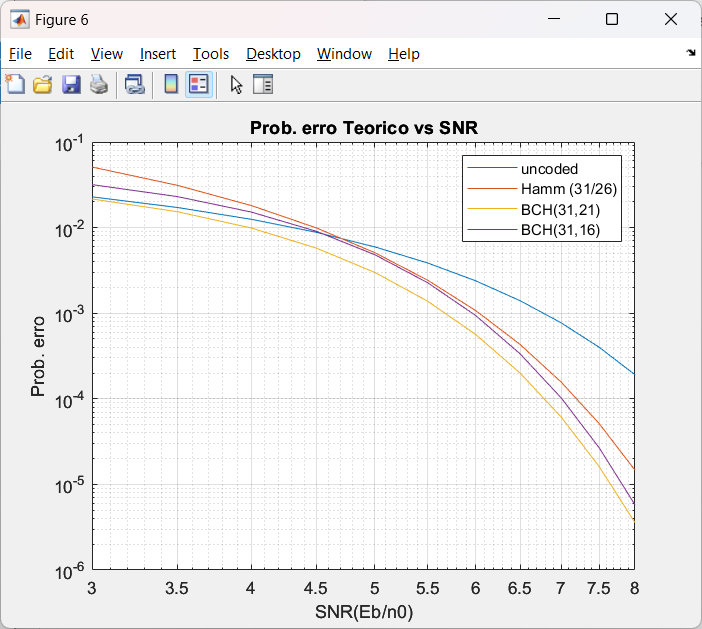 Figure 6
File Edit View Insert Tools Desktop Window Help
Prob. erro Teorico vs SNR
uncoded
Hamm (31/26)
BCH(31,21)
BCH(31,16)
Prob. erro
10-1
10-2
10-3
10-4
10-5
10-6
3 3.5 4 4.5 5 5.5 6 6.5 7 7.5 8
SNR(Eb/n0)